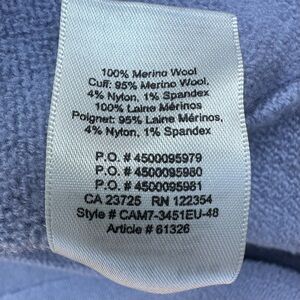 100% Merino Wool
Cuff: 95% Merino Wool,
4% Nylon, 1% Spandex
100% Laine Mérinos
Poignet: 95% Laine Mérinos,
4% Nylon, 1% Spandex
P.O. # 4500095979
P.O. # 4500095980
P.O. # 4500095981
CA 23725 RN 122354
Style # CAM7-3451EU-48
Article # 61326